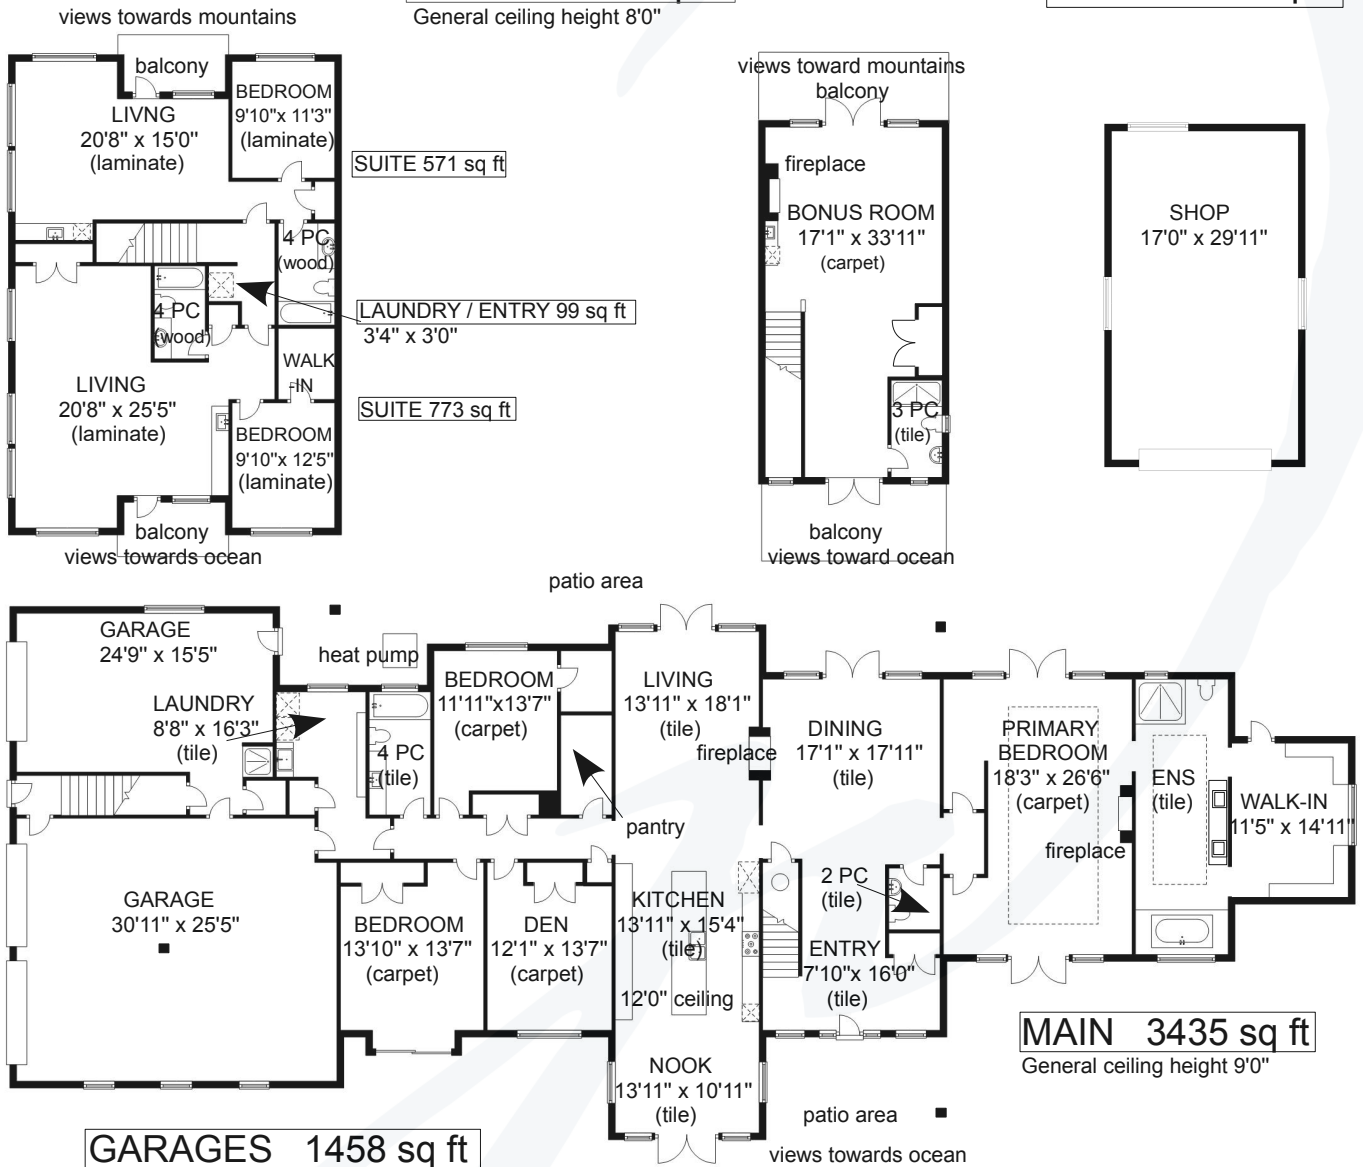 views towards mountains
General ceiling height 8'0"
balcony
LIVNG
20'8" x 15'0"
(laminate)
BEDROOM
9'10"x 11'3"
(laminate)
SUITE 571 sq ft
4 PC
(wood)
4 PC
(wood)
LAUNDRY / ENTRY 99 sq ft
3'4" x 3'0"
WALK
-IN
LIVING
20'8" x 25'5"
(laminate)
SUITE 773 sq ft
BEDROOM
9'10"x 12'5"
(laminate)
balcony
views towards ocean
views toward mountains
balcony
fireplace
BONUS ROOM
17'1" x 33'11"
(carpet)
3 PC
(tile)
balcony
views toward ocean
SHOP
17'0" x 29'11"
patio area
GARAGE
24'9" x 15'5"
heat pump
LAUNDRY
8'8" x 16'3"
(tile)
4 PC
(tile)
BEDROOM
11'11"x13'7"
(carpet)
LIVING
13'11" x 18'1"
(tile)
fireplace
pantry
DINING
17'1" x 17'11"
(tile)
PRIMARY
BEDROOM
18'3" x 26'6"
(carpet)
fireplace
ENS
(tile)
WALK-IN
11'5" x 14'11"
GARAGE
30'11" x 25'5"
BEDROOM
13'10" x 13'7"
(carpet)
DEN
12'1" x 13'7"
(carpet)
KITCHEN
13'11" x 15'4"
(tile)
12'0" ceiling
2 PC
(tile)
ENTRY
7'10"x 16'0"
(tile)
NOOK
13'11" x 10'11"
(tile)
MAIN 3435 sq ft
General ceiling height 9'0"
patio area
views towards ocean
GARAGES 1458 sq ft